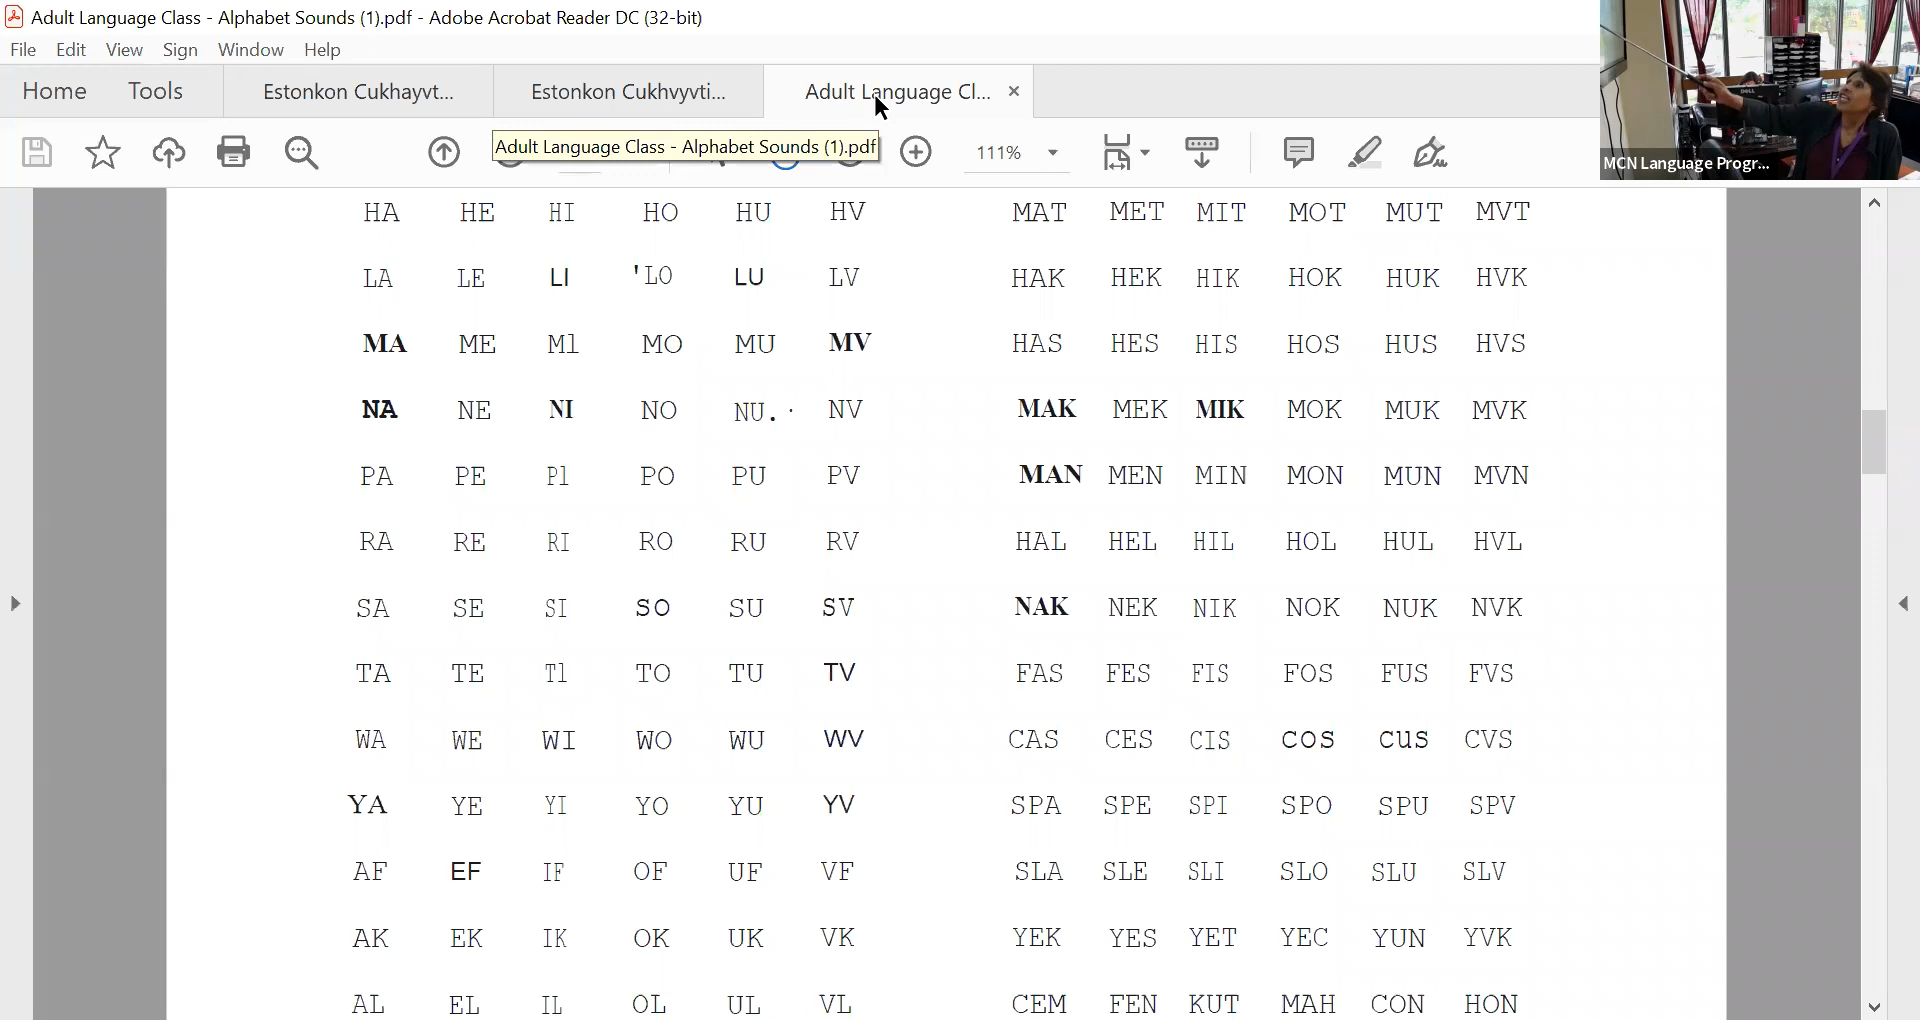 Adult Language Class - Alphabet Sounds (1).pdf - Adobe Acrobat Reader DC (32-bit)
File Edit View Sign Window Help
Home Tools Estonkon Cukhayvt... Estonkon Cukhvyvti... Adult Language Cl... ×
Adult Language Class - Alphabet Sounds (1).pdf
111%
MCN Language Progr...
DELL
HA HE HI HO HU HV MAT MET MIT MOT MUT MVT
LA LE LI 'LO LU LV HAK HEK HIK HOK HUK HVK
MA ME Ml MO MU MV HAS HES HIS HOS HUS HVS
NA NE NI NO NU. · NV MAK MEK MIK MOK MUK MVK
PA PE Pl PO PU PV MAN MEN MIN MON MUN MVN
RA RE RI RO RU RV HAL HEL HIL HOL HUL HVL
SA SE SI SO SU SV NAK NEK NIK NOK NUK NVK
TA TE Tl TO TU TV FAS FES FIS FOS FUS FVS
WA WE WI WO WU WV CAS CES CIS COS CUS CVS
YA YE YI YO YU YV SPA SPE SPI SPO SPU SPV
AF EF IF OF UF VF SLA SLE SLI SLO SLU SLV
AK EK IK OK UK VK YEK YES YET YEC YUN YVK
AL EL IL OL UL VL CEM FEN KUT MAH CON HON